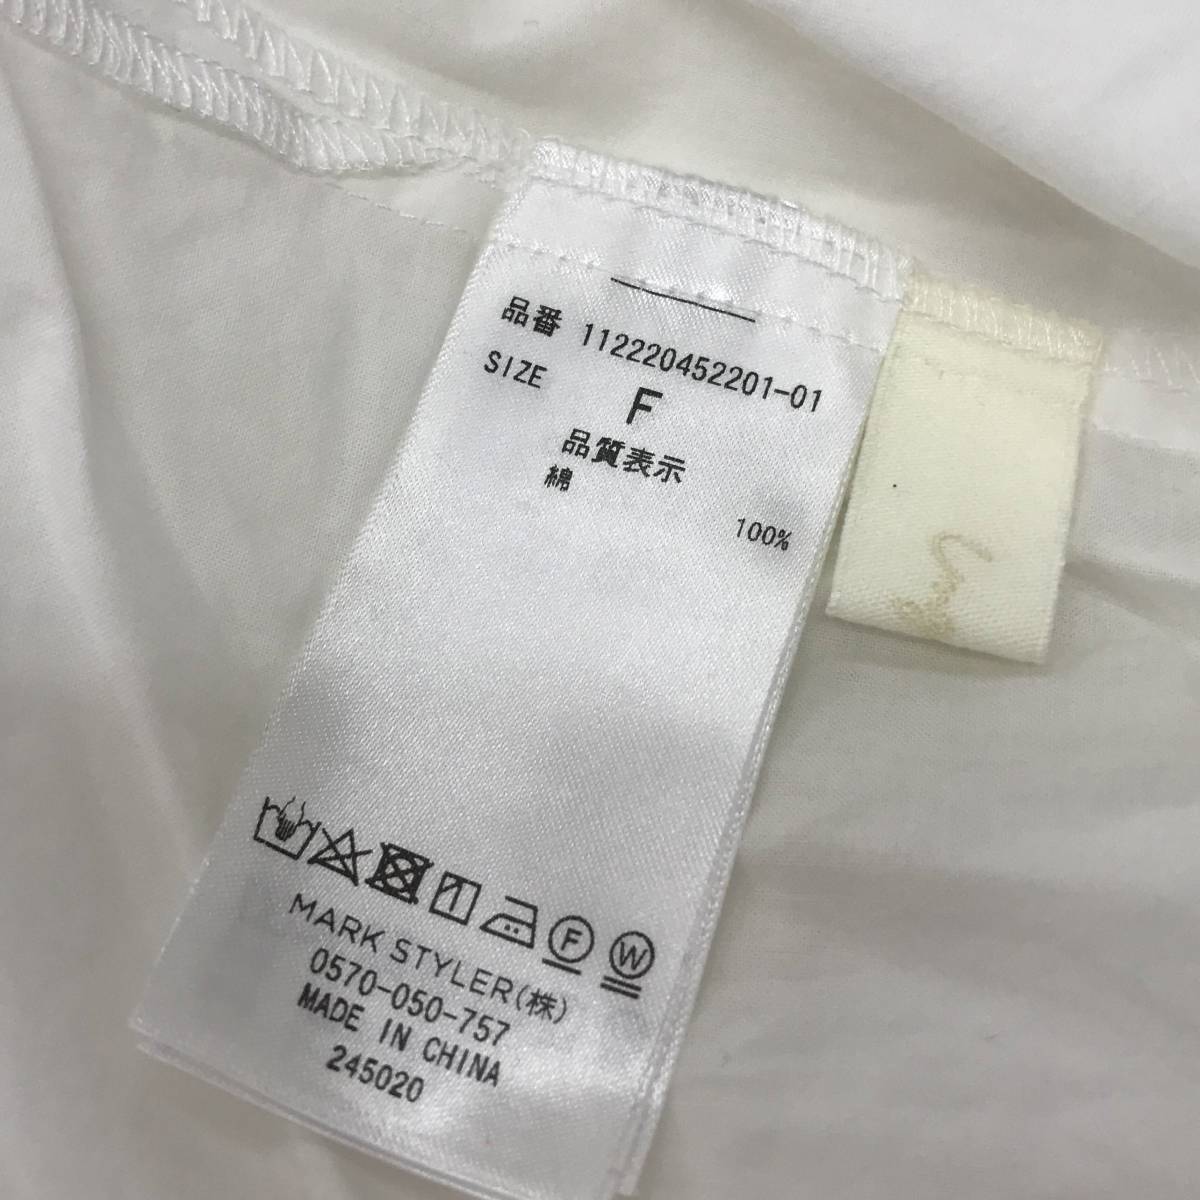 品番 112220452201-01
SIZE F
品質表示
綿 100%
F W
MARK STYLER(株)
0570-050-757
MADE IN CHINA
245020